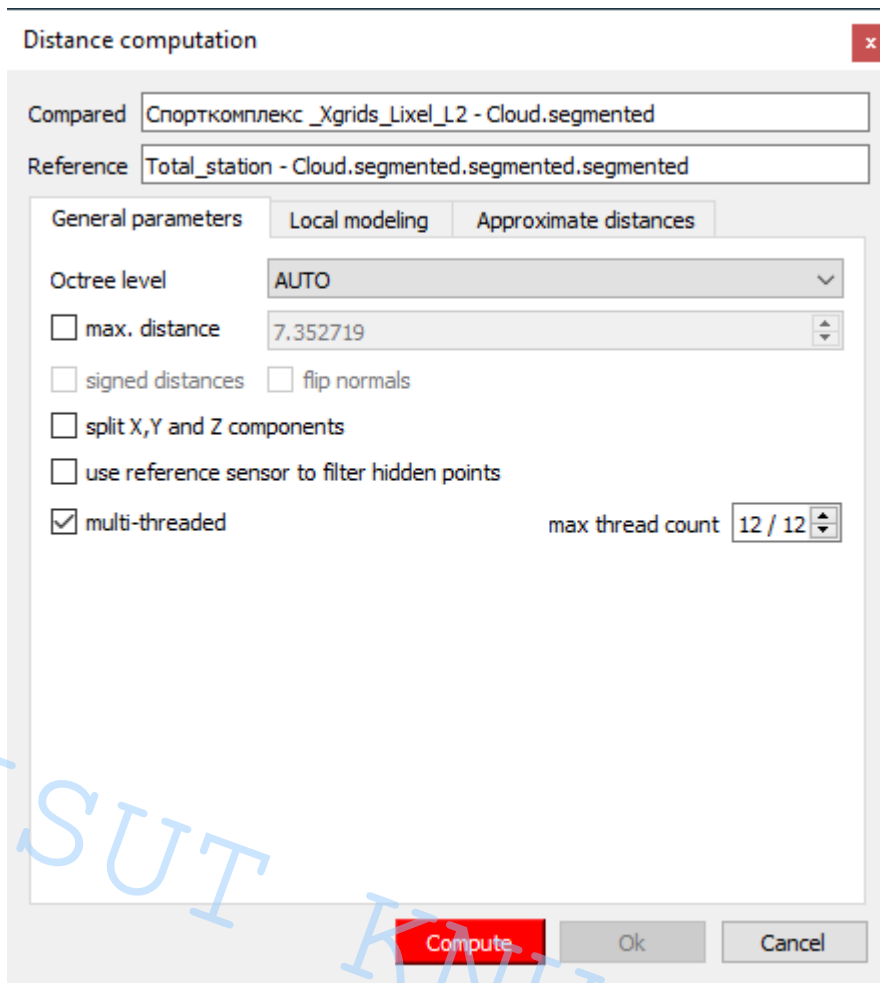 Distance computation
x
Compared Спорткомплекс _Xgrids_Lixel_L2 - Cloud.segmented
Reference Total_station - Cloud.segmented.segmented.segmented
General parameters Local modeling Approximate distances
Octree level AUTO
max. distance 7.352719
signed distances flip normals
split X,Y and Z components
use reference sensor to filter hidden points
multi-threaded max thread count 12 / 12
SUT
Compute Ok Cancel